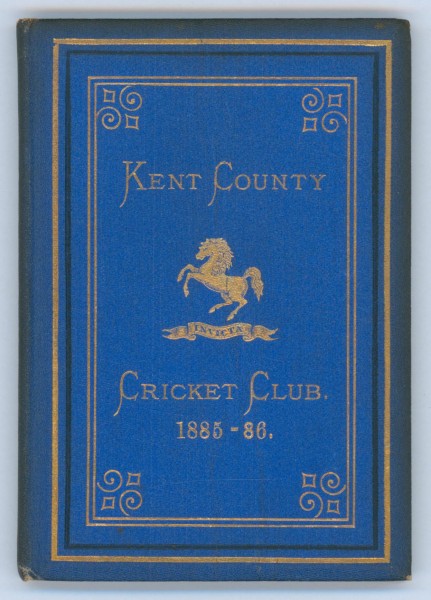 KENT COUNTY
INVICTA
CRICKET CLUB.
1885-86.